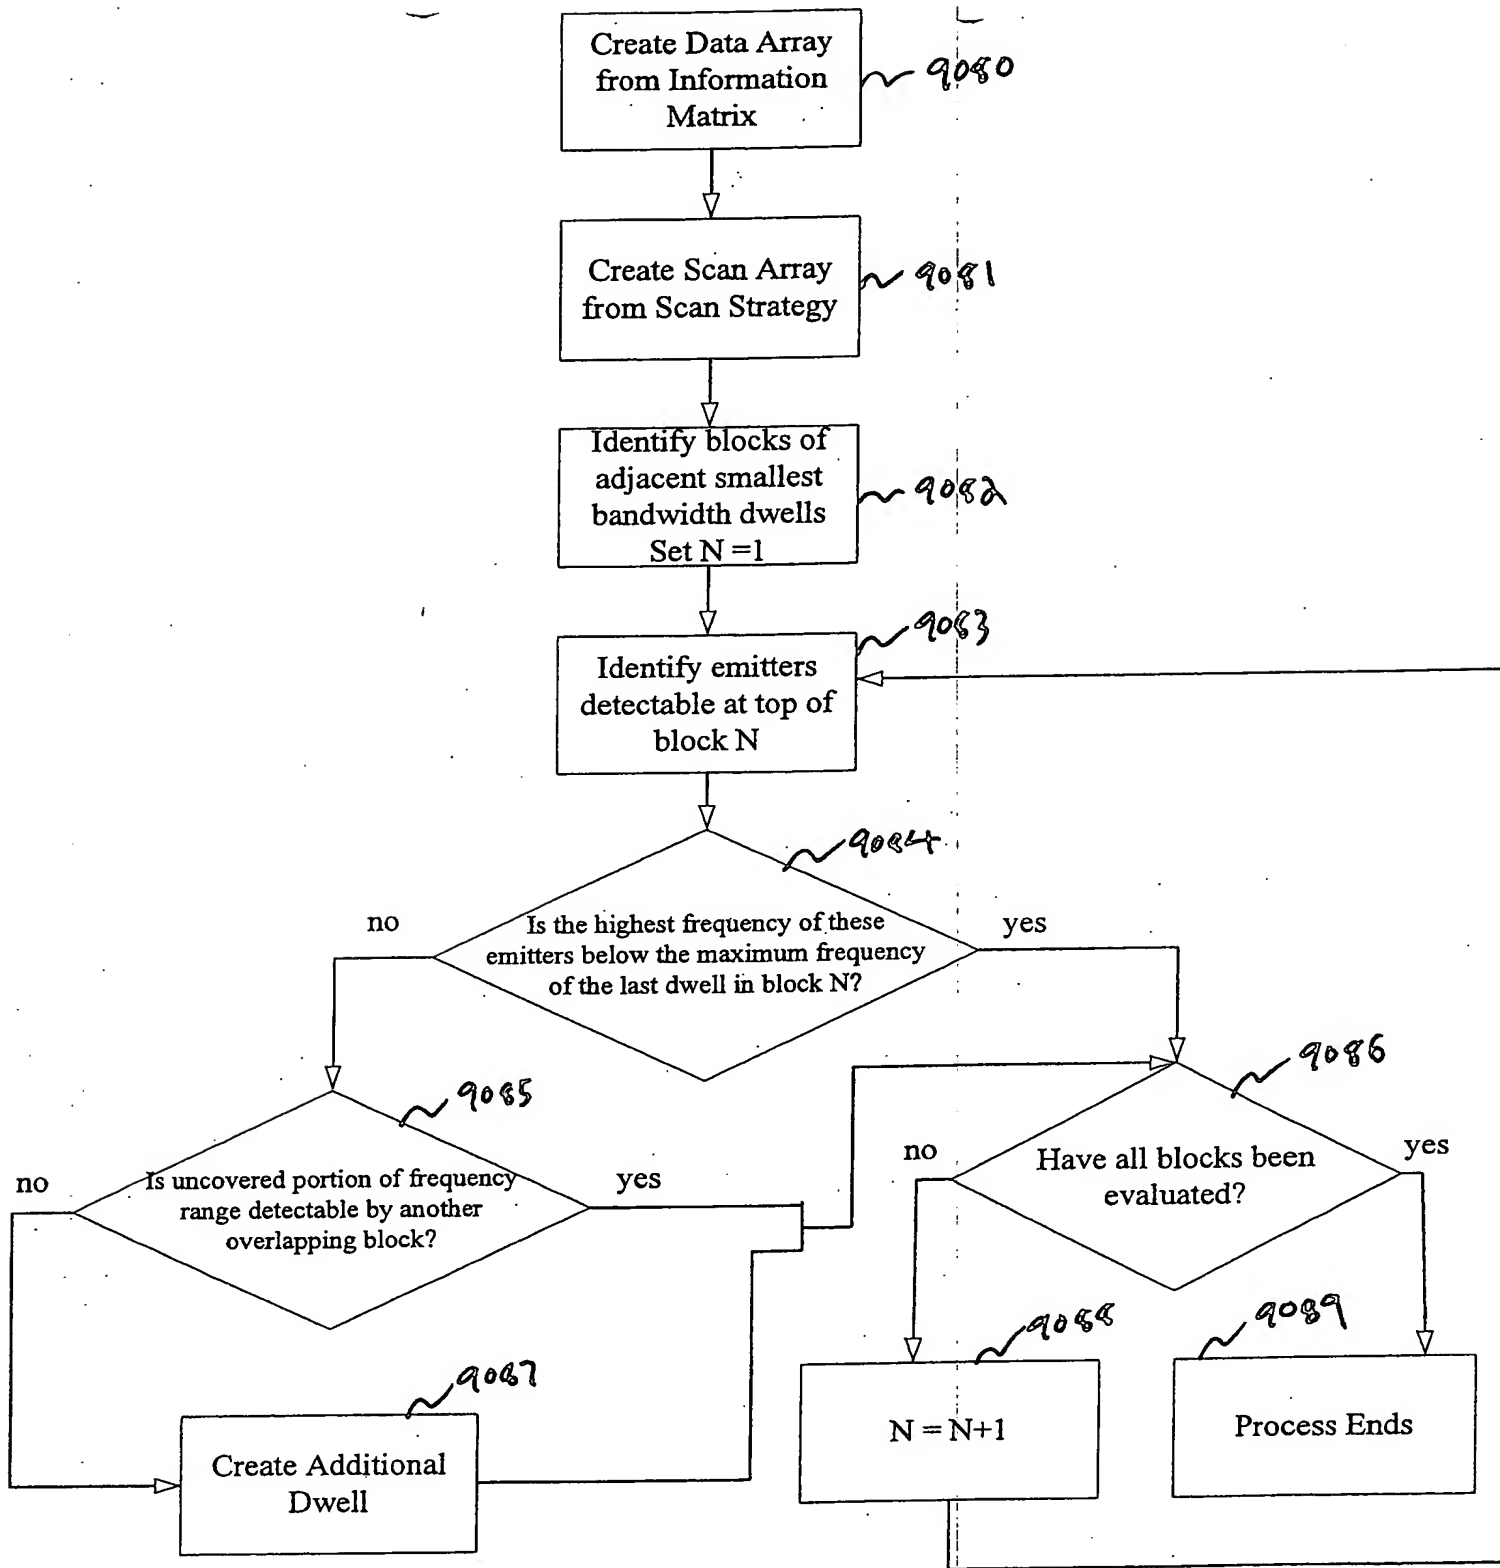 Create Data Array
from Information
Matrix
9080
Create Scan Array
from Scan Strategy
9081
Identify blocks of
adjacent smallest
bandwidth dwells
Set N =1
9082
Identify emitters
detectable at top of
block N
9083
9084
Is the highest frequency of these
emitters below the maximum frequency
of the last dwell in block N?
no
yes
9085
Is uncovered portion of frequency
range detectable by another
overlapping block?
no
yes
9086
Have all blocks been
evaluated?
no
yes
9087
Create Additional
Dwell
9088
N = N+1
9089
Process Ends